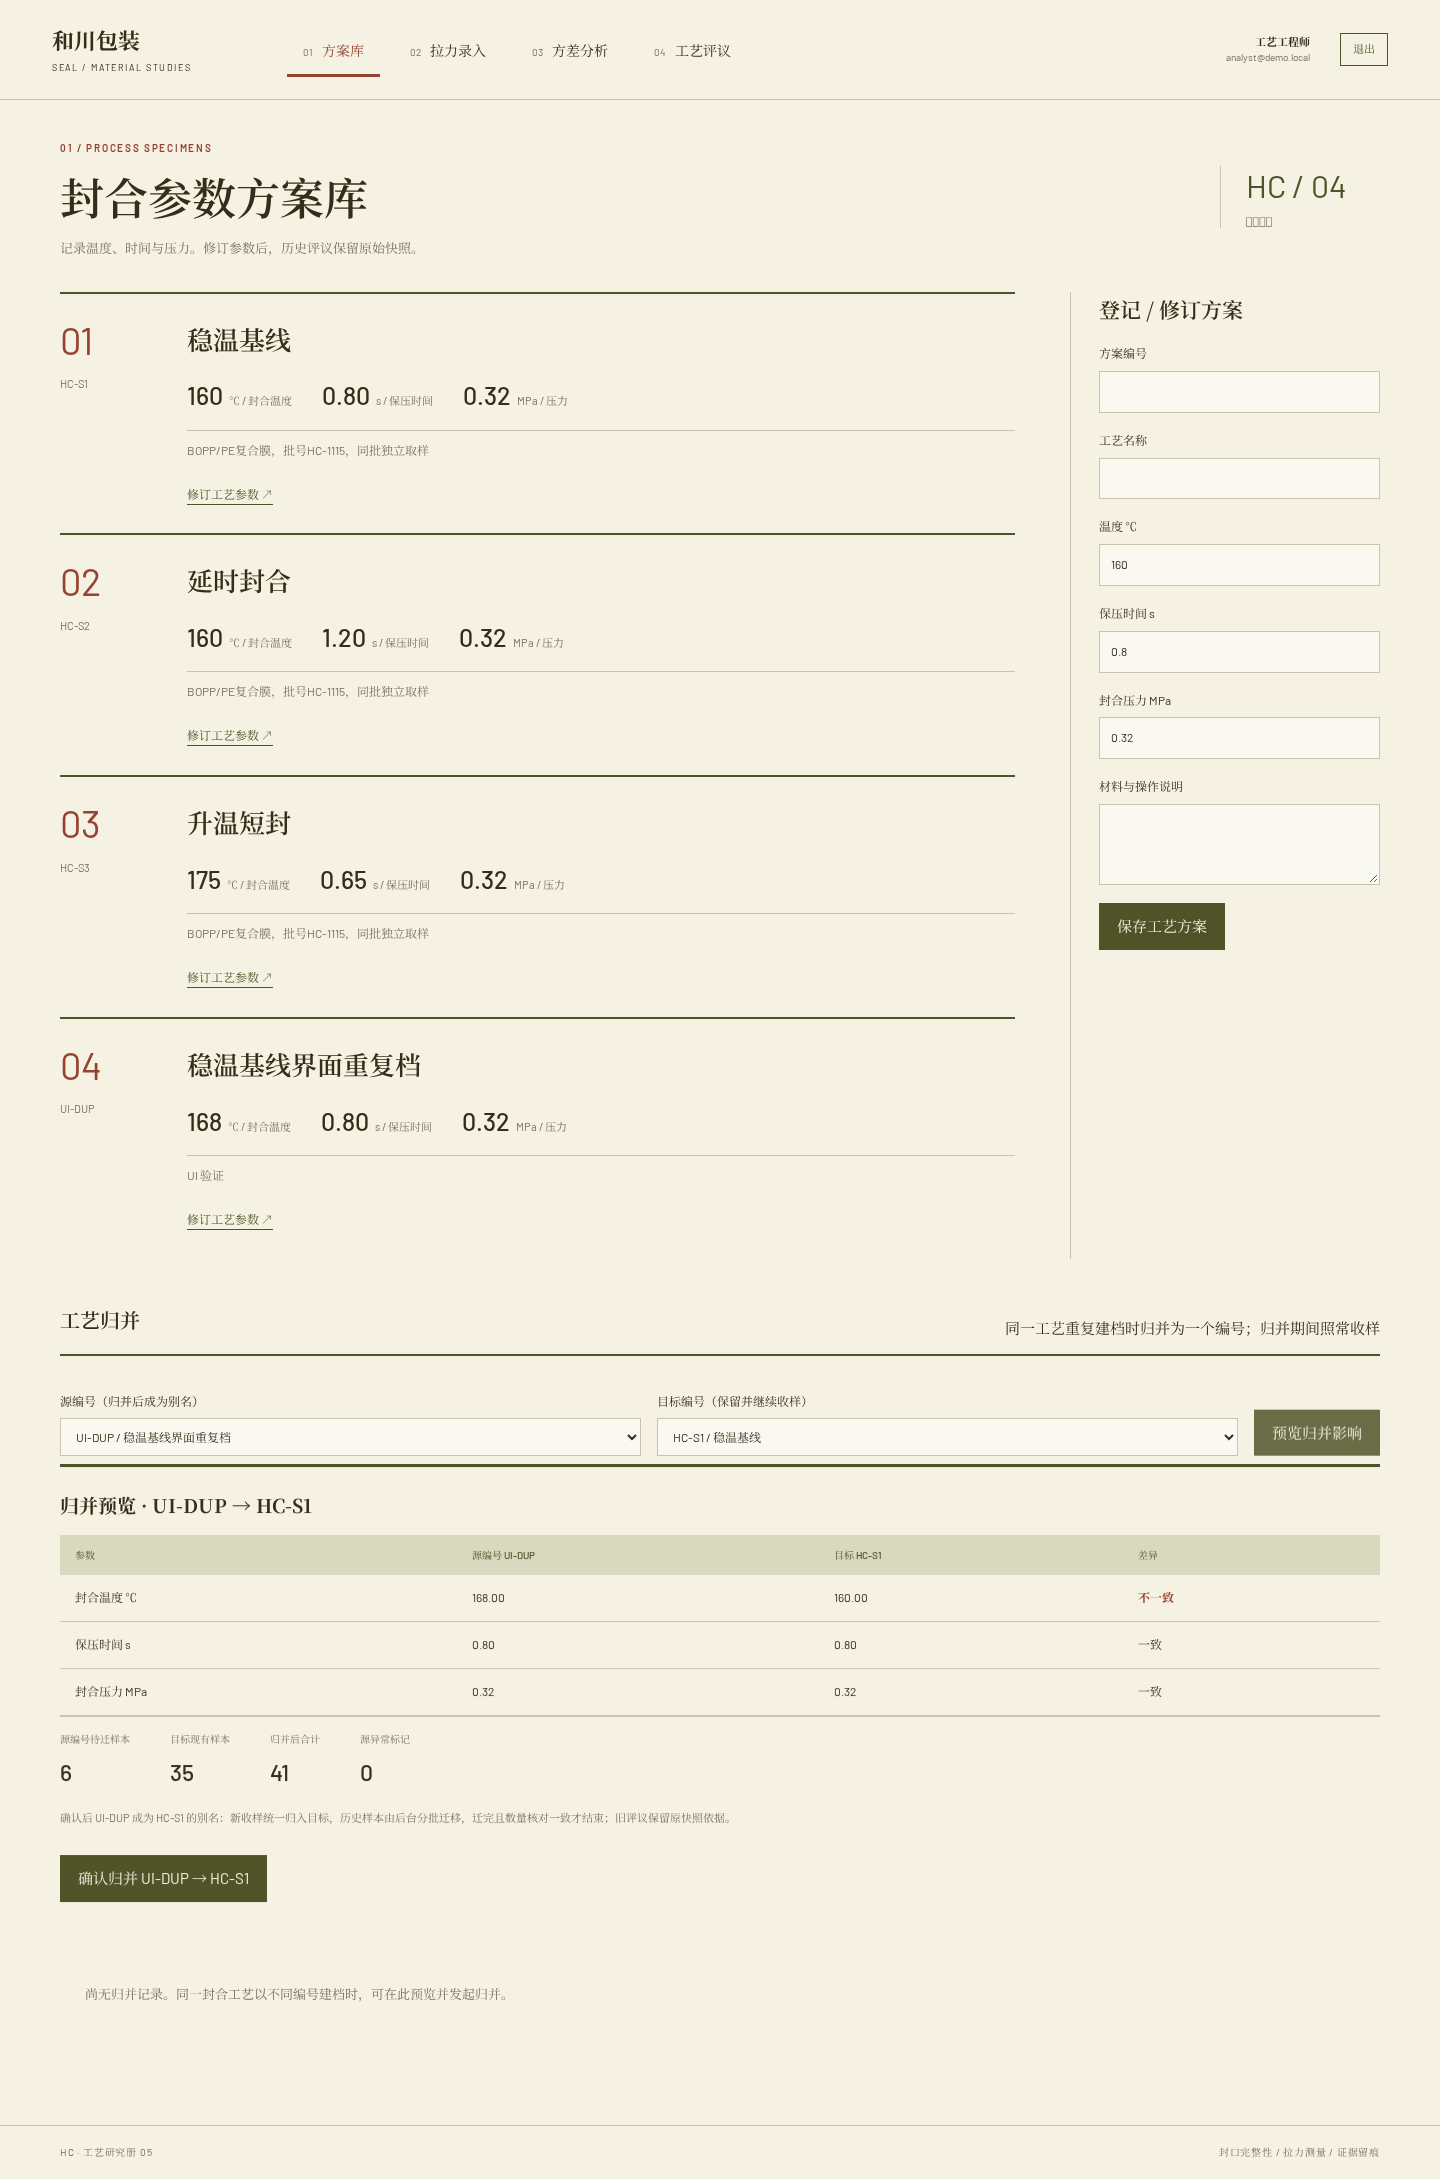 和川包装
SEAL / MATERIAL STUDIES
01 方案库
02 拉力录入
03 方差分析
04 工艺评议
工艺工程师
analyst@demo.local
退出
01 / PROCESS SPECIMENS
封合参数方案库
记录温度、时间与压力。修订参数后，历史评议保留原始快照。
HC / 04
01
HC-S1
稳温基线
160 °C / 封合温度 0.80 s / 保压时间 0.32 MPa / 压力
BOPP/PE复合膜，批号HC-1115，同批独立取样
修订工艺参数 ↗
02
HC-S2
延时封合
160 °C / 封合温度 1.20 s / 保压时间 0.32 MPa / 压力
BOPP/PE复合膜，批号HC-1115，同批独立取样
修订工艺参数 ↗
03
HC-S3
升温短封
175 °C / 封合温度 0.65 s / 保压时间 0.32 MPa / 压力
BOPP/PE复合膜，批号HC-1115，同批独立取样
修订工艺参数 ↗
04
UI-DUP
稳温基线界面重复档
168 °C / 封合温度 0.80 s / 保压时间 0.32 MPa / 压力
UI 验证
修订工艺参数 ↗
登记 / 修订方案
方案编号
工艺名称
温度 °C
160
保压时间 s
0.8
封合压力 MPa
0.32
材料与操作说明
保存工艺方案
工艺归并
同一工艺重复建档时归并为一个编号；归并期间照常收样
源编号（归并后成为别名）
UI-DUP / 稳温基线界面重复档
目标编号（保留并继续收样）
HC-S1 / 稳温基线
预览归并影响
归并预览 · UI-DUP → HC-S1
参数 源编号 UI-DUP 目标 HC-S1 差异
封合温度 °C 168.00 160.00 不一致
保压时间 s 0.80 0.80 一致
封合压力 MPa 0.32 0.32 一致
源编号待迁样本 目标现有样本 归并后合计 源异常标记
6 35 41 0
确认后 UI-DUP 成为 HC-S1 的别名：新收样统一归入目标，历史样本由后台分批迁移，迁完且数量核对一致才结束；旧评议保留原快照依据。
确认归并 UI-DUP → HC-S1
尚无归并记录。同一封合工艺以不同编号建档时，可在此预览并发起归并。
HC · 工艺研究册 05
封口完整性 / 拉力测量 / 证据留痕